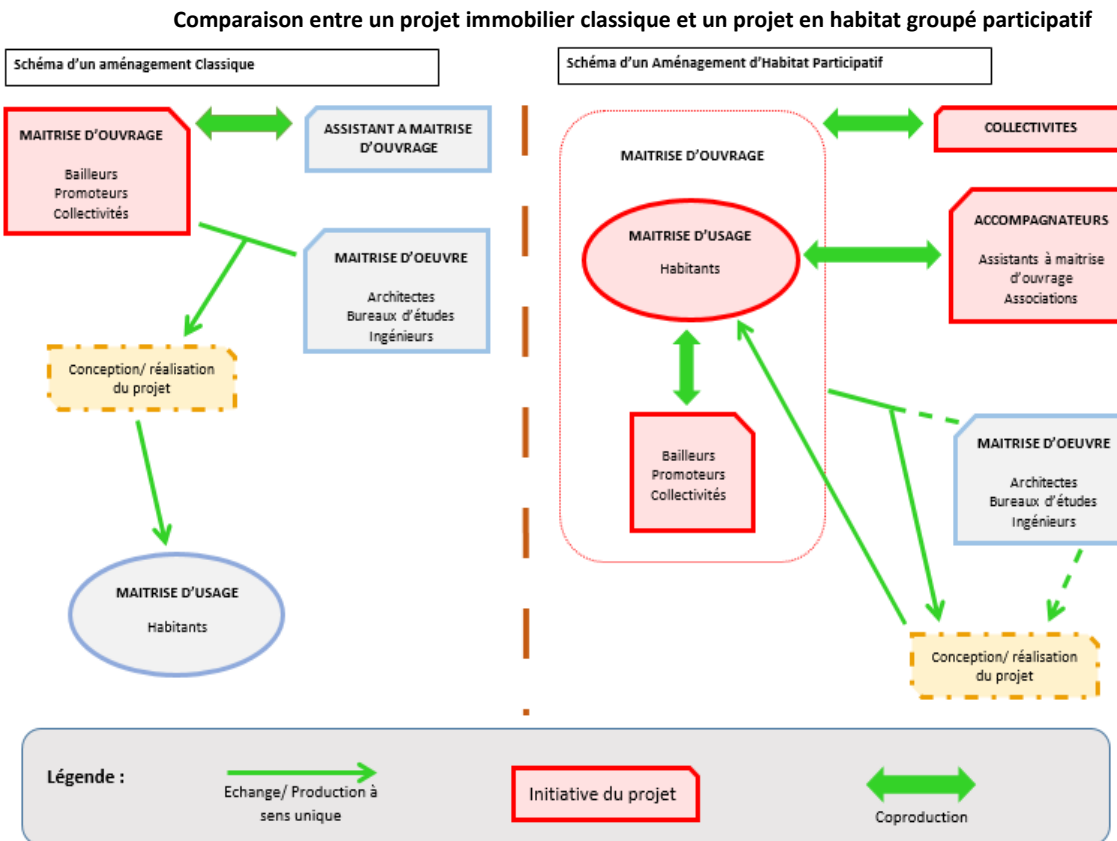 Comparaison entre un projet immobilier classique et un projet en habitat groupé participatif
Schéma d'un aménagement Classique
MAITRISE D'OUVRAGE
Bailleurs
Promoteurs
Collectivités
ASSISTANT A MAITRISE
D'OUVRAGE
MAITRISE D'OEUVRE
Architectes
Bureaux d'études
Ingénieurs
Conception/ réalisation
du projet
MAITRISE D'USAGE
Habitants
Schéma d'un Aménagement d'Habitat Participatif
MAITRISE D'OUVRAGE
COLLECTIVITES
MAITRISE D'USAGE
Habitants
ACCOMPAGNATEURS
Assistants à maitrise
d'ouvrage
Associations
Bailleurs
Promoteurs
Collectivités
MAITRISE D'OEUVRE
Architectes
Bureaux d'études
Ingénieurs
Conception/ réalisation
du projet
Légende :
Echange/ Production à
sens unique
Initiative du projet
Coproduction